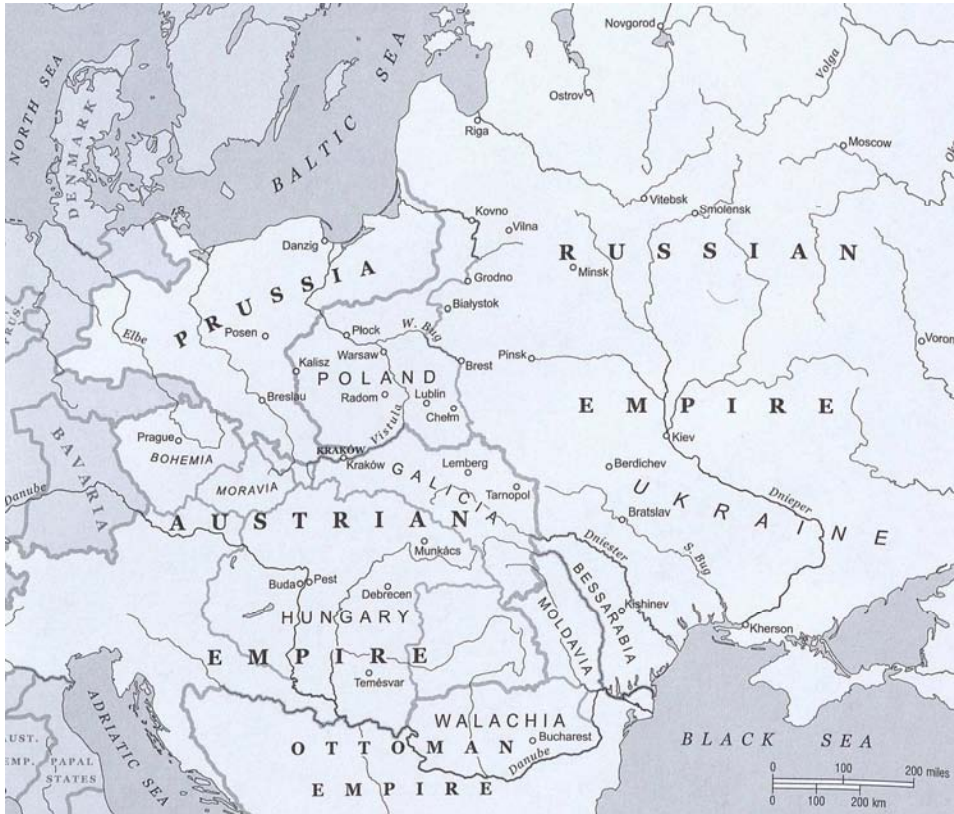 Novgorod
Volga
NORTH SEA
DENMARK
BALTIC SEA
Ostrov
Riga
Moscow
Vitebsk
Smolensk
Kovno
Vilna
Danzig
RUSSIAN
Minsk
PRUSSIA
Grodno
Białystok
Elbe
Posen
Płock
W. Bug
Voron
Kalisz
Warsaw
Brest
Pinsk
POLAND
Radom
Lublin
Breslau
Chełm
EMPIRE
Vistula
Kiev
Prague
BOHEMIA
KRAKÓW
Kraków
Lemberg
Berdichev
BAVARIA
GALICIA
Tarnopol
UKRAINE
MORAVIA
Danube
Dnieper
AUSTRIAN
Bratslav
S. Bug
Munkács
Dniester
Buda
Pest
Debrecen
BESSARABIA
HUNGARY
MOLDAVIA
Kishinev
Kherson
EMPIRE
Temèsvar
ADRIATIC SEA
WALACHIA
Bucharest
AUST.
EMP.
PAPAL
STATES
OTTOMAN
Danube
BLACK SEA
EMPIRE
0 100 200 miles
0 100 200 km